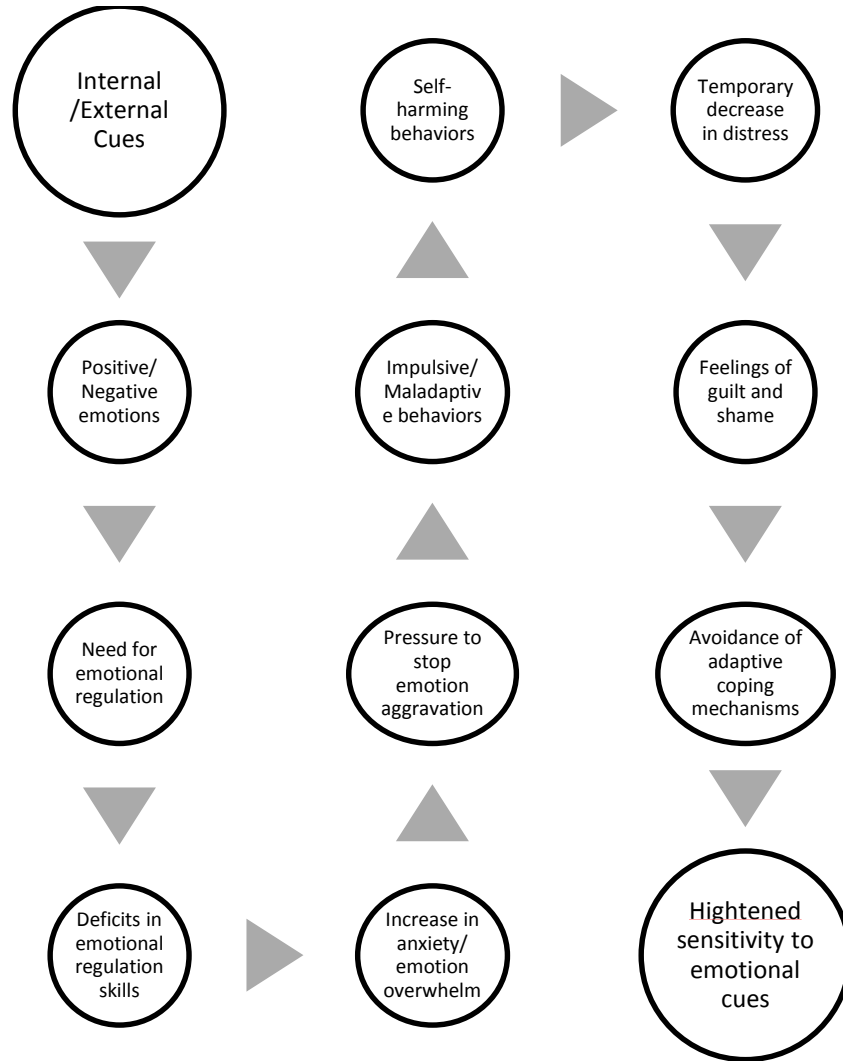 Internal
/External
Cues
Positive/
Negative
emotions
Need for
emotional
regulation
Deficits in
emotional
regulation
skills
Increase in
anxiety/
emotion
overwhelm
Pressure to
stop
emotion
aggravation
Impulsive/
Maladaptiv
e behaviors
Self-
harming
behaviors
Temporary
decrease
in distress
Feelings of
guilt and
shame
Avoidance of
adaptive
coping
mechanisms
Hightened
sensitivity to
emotional
cues